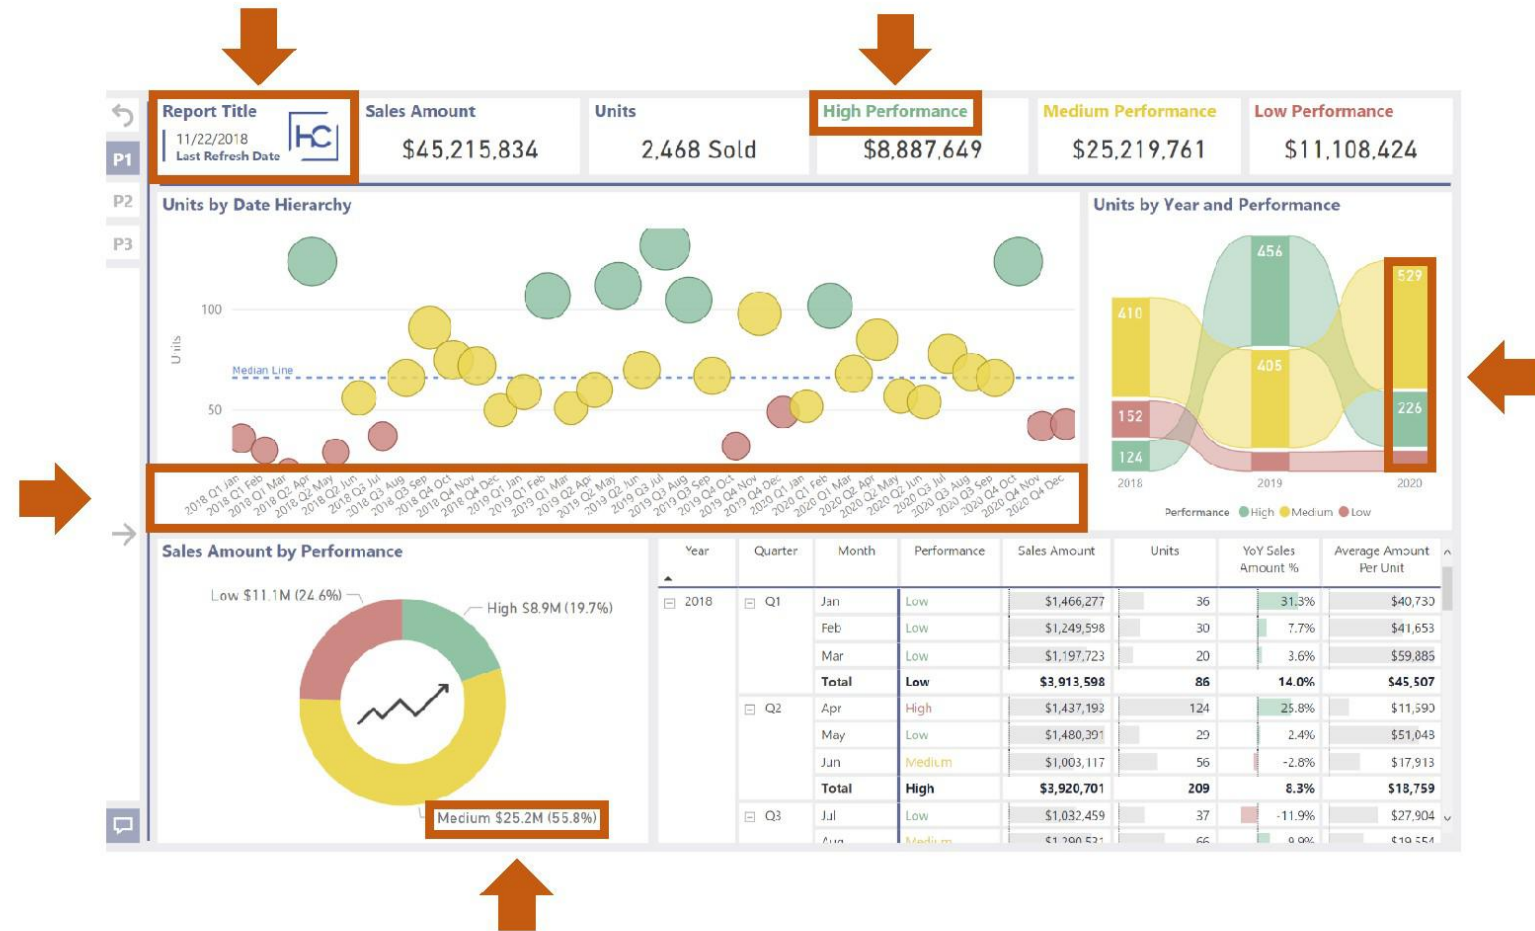 Report Title
11/22/2018
Last Refresh Date
HC
Sales Amount
$45,215,834
Units
2,468 Sold
High Performance
$8,887,649
Medium Performance
$25,219,761
Low Performance
$11,108,424
P1
P2
P3
Units by Date Hierarchy
Units
100
50
Median Line
2018 Q1 Jan
2018 Q1 Feb
2018 Q1 Mar
2018 Q2 Apr
2018 Q2 May
2018 Q2 Jun
2018 Q3 Jul
2018 Q3 Aug
2018 Q3 Sep
2018 Q4 Oct
2018 Q4 Nov
2018 Q4 Dec
2019 Q1 Jan
2019 Q1 Feb
2019 Q1 Mar
2019 Q2 Apr
2019 Q2 May
2019 Q2 Jun
2019 Q3 Jul
2019 Q3 Aug
2019 Q3 Sep
2019 Q4 Oct
2019 Q4 Nov
2019 Q4 Dec
2020 Q1 Jan
2020 Q1 Feb
2020 Q1 Mar
2020 Q2 Apr
2020 Q2 May
2020 Q2 Jun
2020 Q3 Jul
2020 Q3 Aug
2020 Q3 Sep
2020 Q4 Oct
2020 Q4 Nov
2020 Q4 Dec
Units by Year and Performance
410
152
124
456
405
529
226
2018 2019 2020
Performance High Medium Low
Sales Amount by Performance
Low $11.1M (24.6%)
High $8.9M (19.7%)
Medium $25.2M (55.8%)
Year Quarter Month Performance Sales Amount Units YoY Sales Amount % Average Amount Per Unit
2018 Q1 Jan Low $1,466,277 36 31.3% $40,730
Feb Low $1,249,598 30 7.7% $41,653
Mar Low $1,197,723 20 3.6% $59,886
Total Low $3,913,598 86 14.0% $45,507
Q2 Apr High $1,437,193 124 25.8% $11,590
May Low $1,480,391 29 2.4% $51,048
Jun Medium $1,003,117 56 -2.8% $17,913
Total High $3,920,701 209 8.3% $18,759
Q3 Jul Low $1,032,459 37 -11.9% $27,904
Aug Medium $1,290,531 66 9.9% $19,554